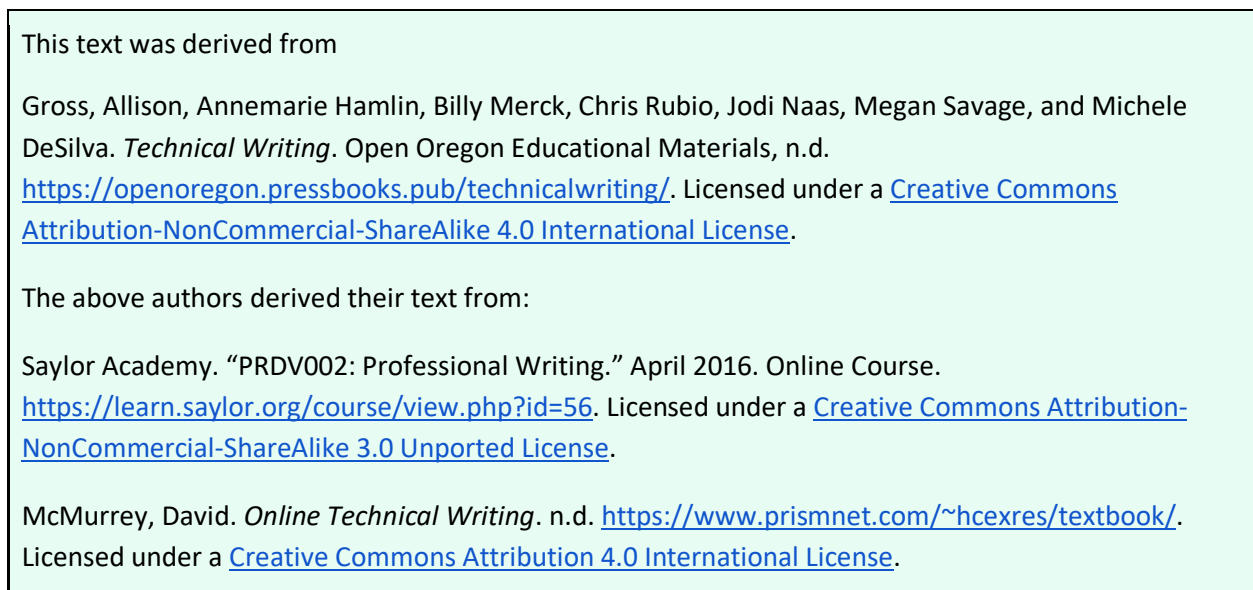 This text was derived from
Gross, Allison, Annemarie Hamlin, Billy Merck, Chris Rubio, Jodi Naas, Megan Savage, and Michele
DeSilva. Technical Writing. Open Oregon Educational Materials, n.d.
https://openoregon.pressbooks.pub/technicalwriting/. Licensed under a Creative Commons
Attribution-NonCommercial-ShareAlike 4.0 International License.
The above authors derived their text from:
Saylor Academy. “PRDV002: Professional Writing.” April 2016. Online Course.
https://learn.saylor.org/course/view.php?id=56. Licensed under a Creative Commons Attribution-
NonCommercial-ShareAlike 3.0 Unported License.
McMurrey, David. Online Technical Writing. n.d. https://www.prismnet.com/~hcexres/textbook/.
Licensed under a Creative Commons Attribution 4.0 International License.